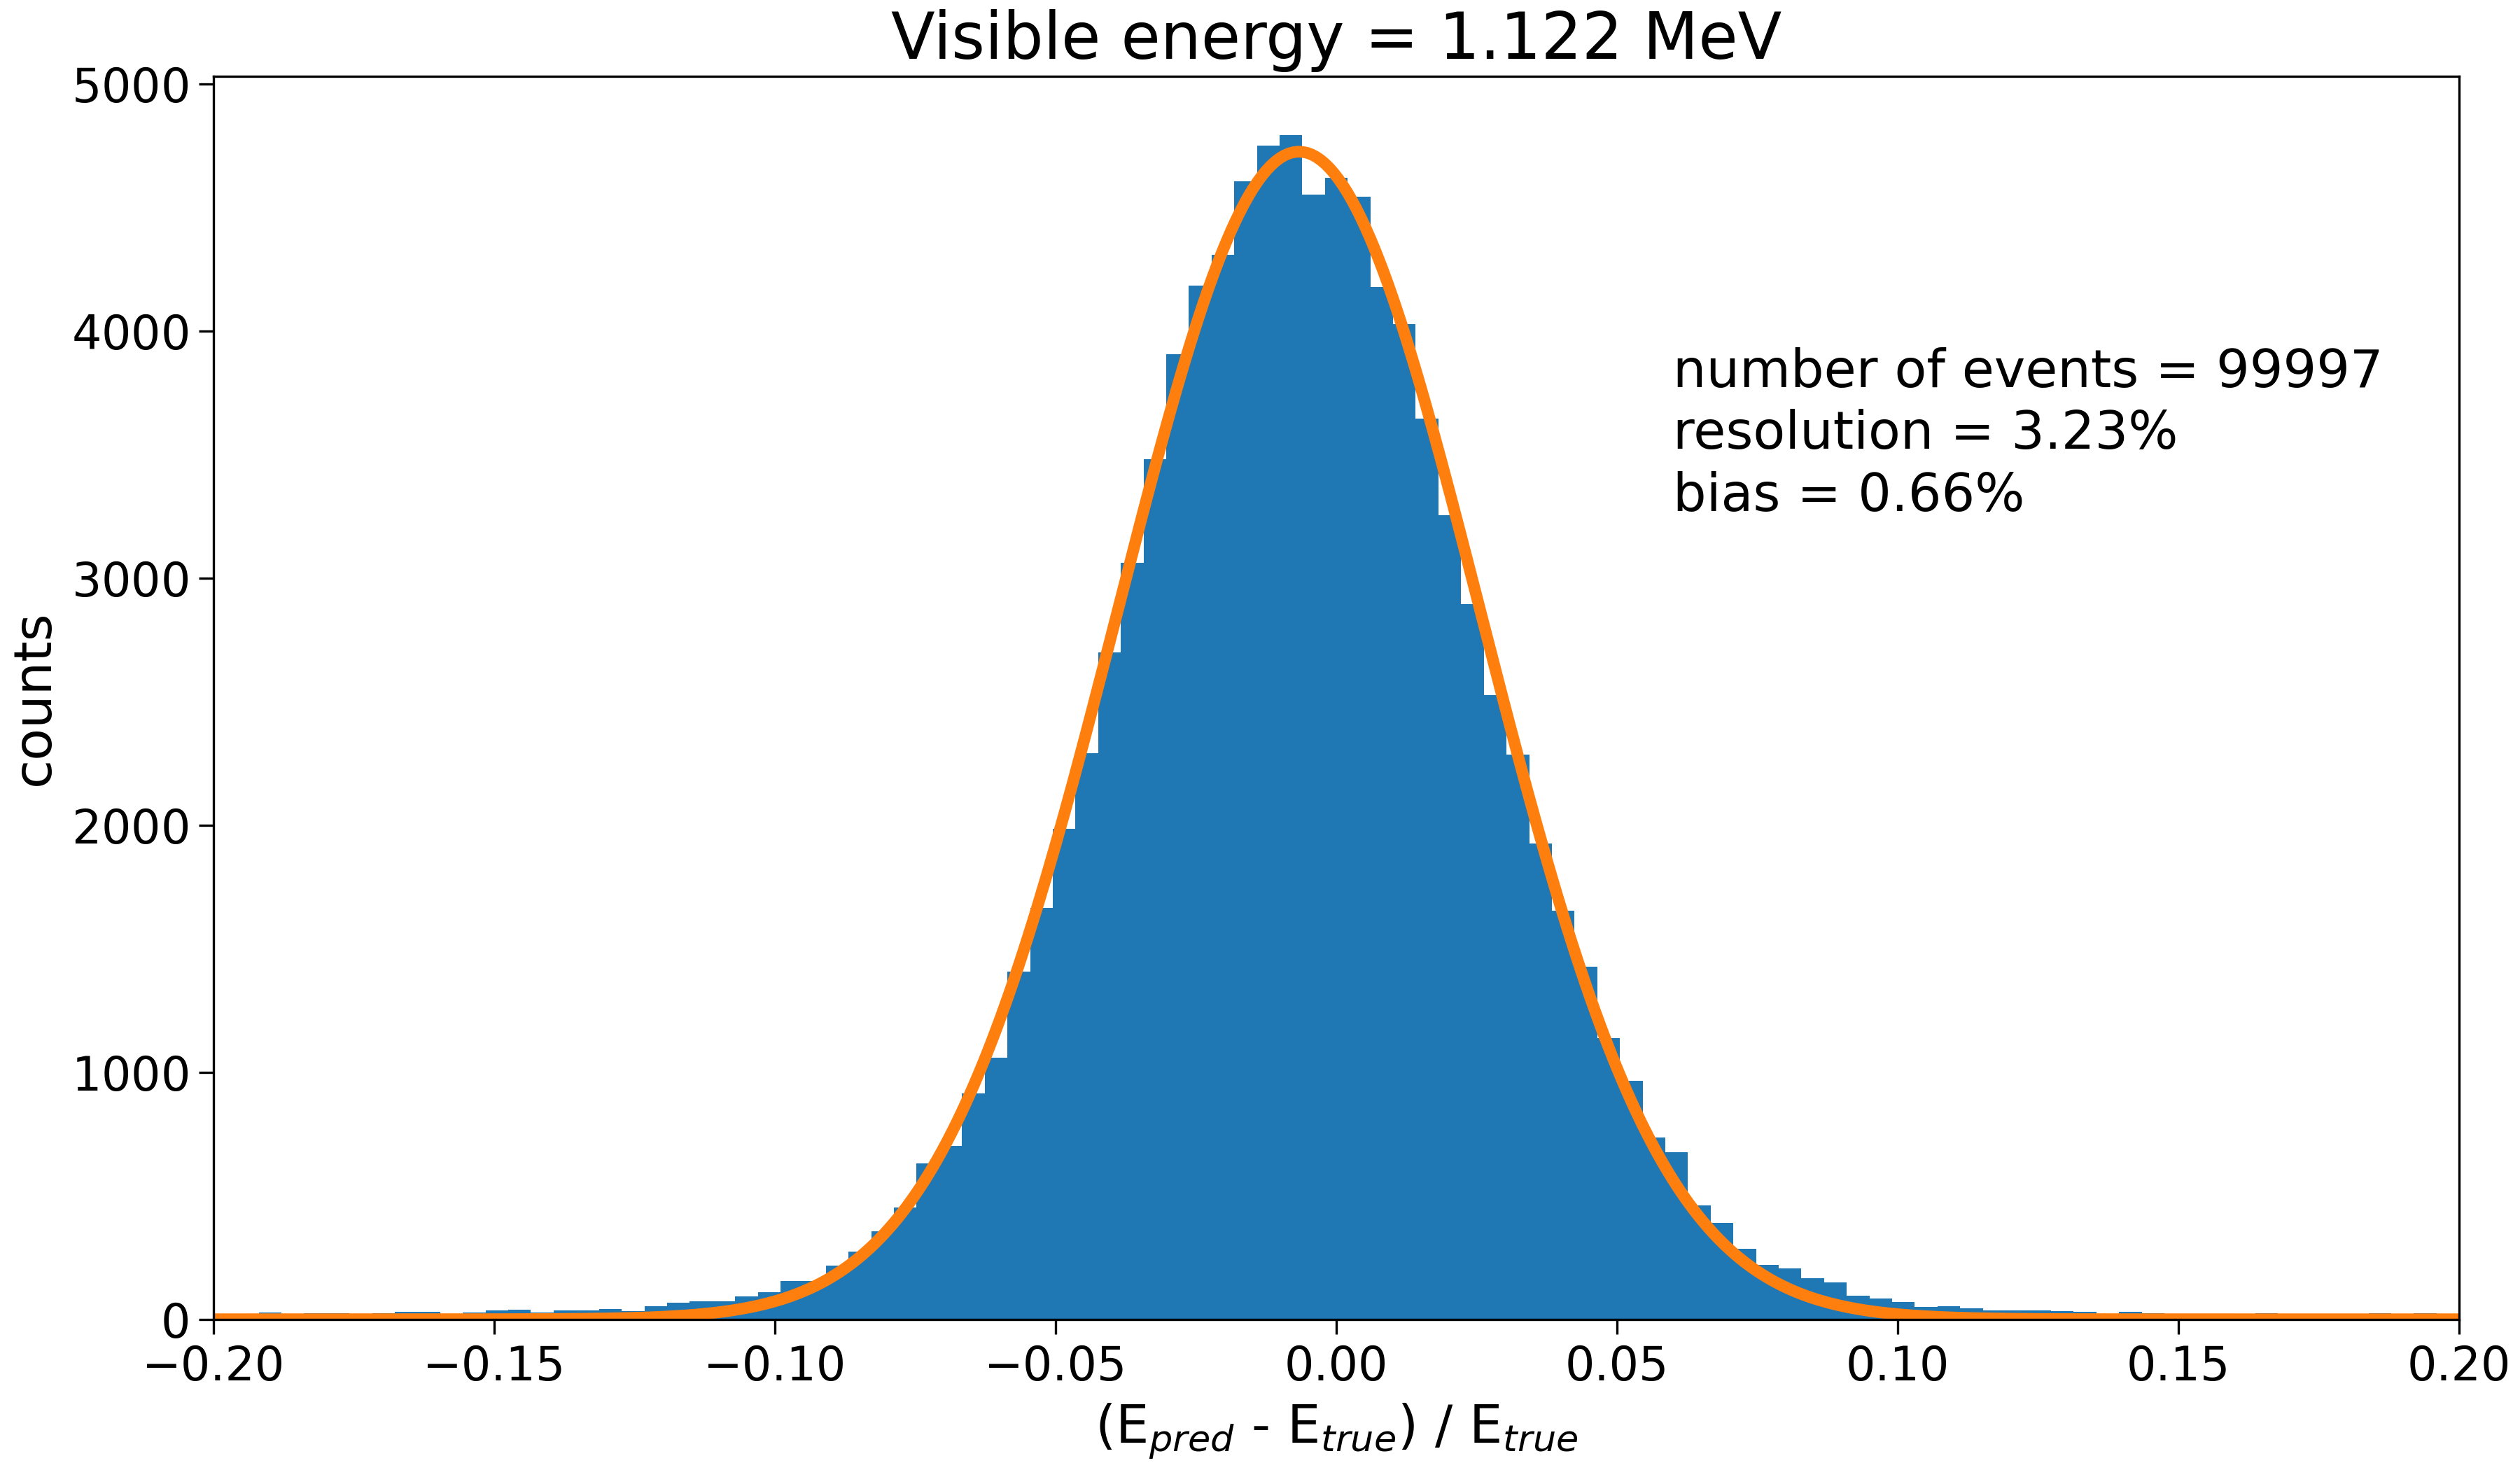 Visible energy = 1.122 MeV
5000
4000
3000
2000
1000
0
counts
number of events = 99997
resolution = 3.23%
bias = 0.66%
−0.20 −0.15 −0.10 −0.05 0.00 0.05 0.10 0.15 0.20
(E_pred - E_true) / E_true